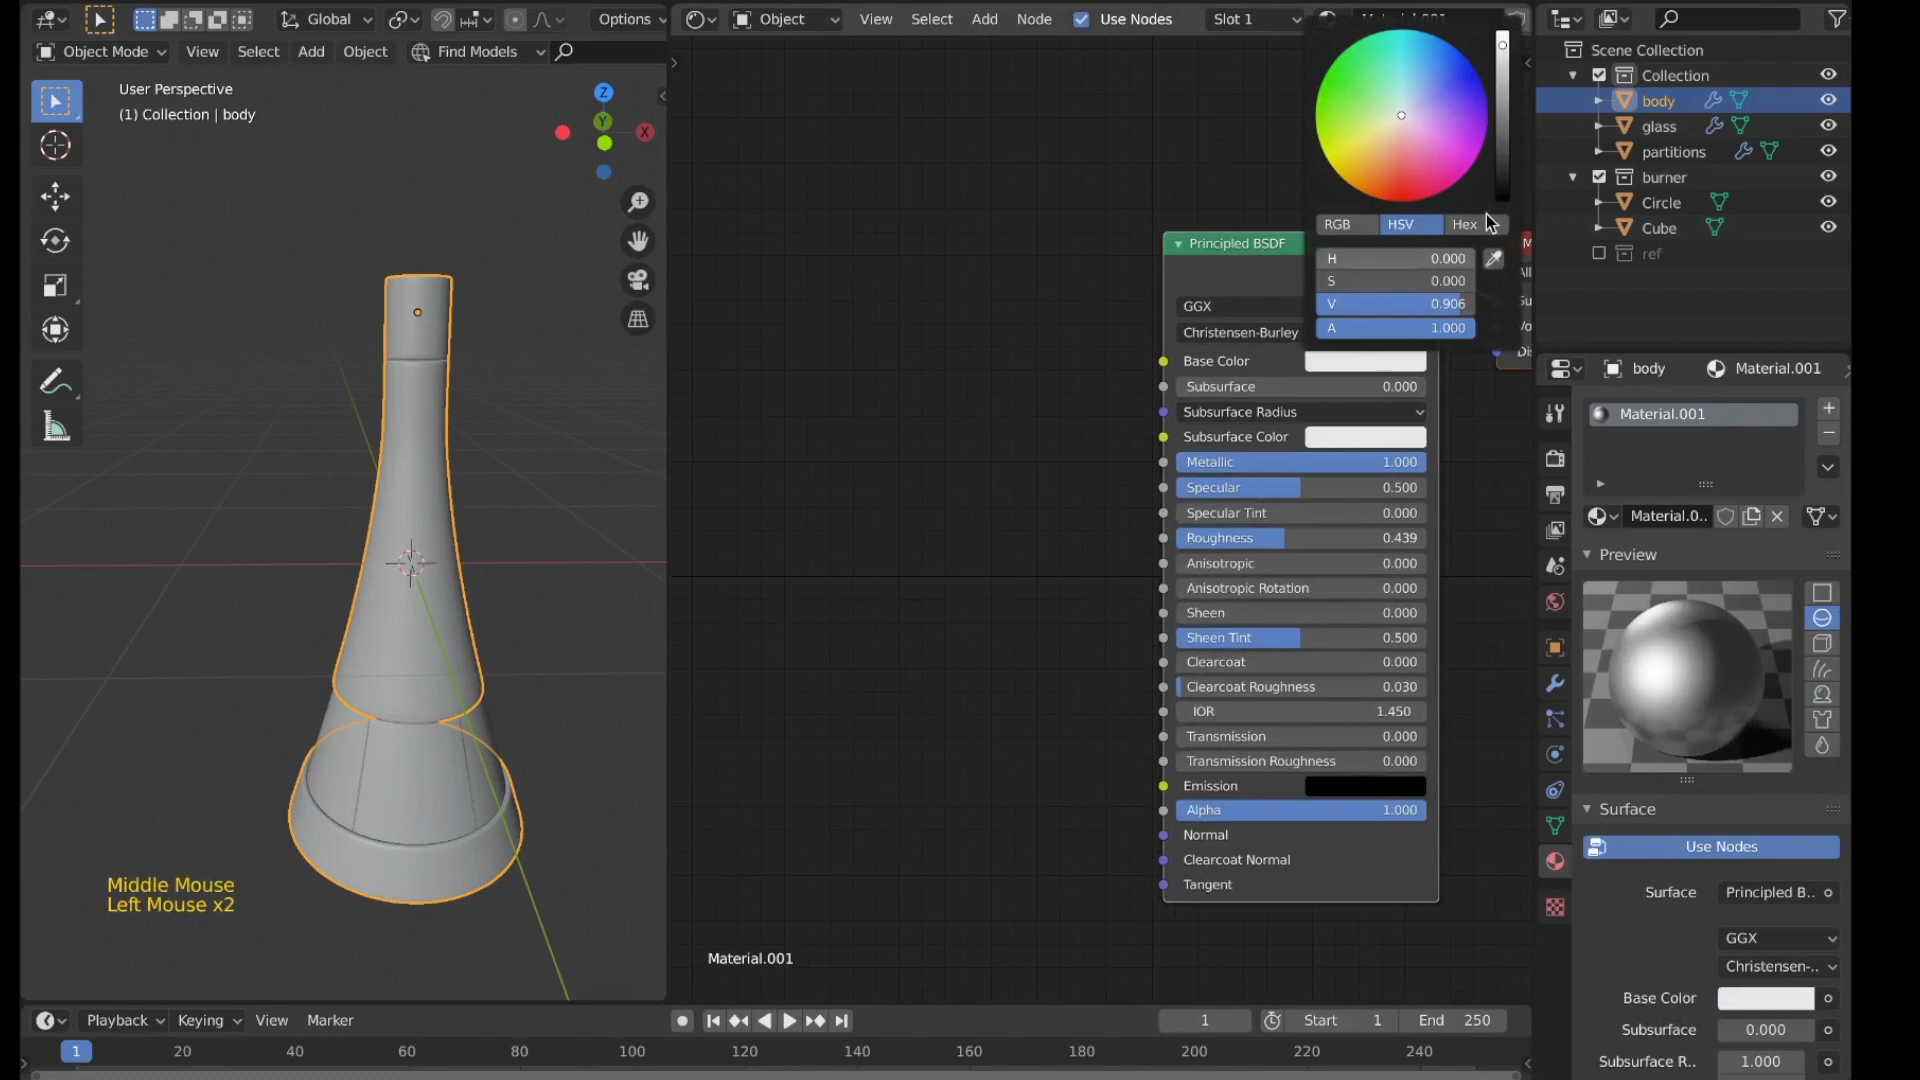 Global
Options
Object
View
Select
Add
Node
Use Nodes
Slot 1
Material.001
Object Mode
View
Select
Add
Object
Find Models
User Perspective
(1) Collection | body
Z
Y
X
Middle Mouse
Left Mouse x2
RGB
HSV
Hex
H 0.000
S 0.000
V 0.906
A 1.000
Principled BSDF
GGX
Christensen-Burley
Base Color
Subsurface 0.000
Subsurface Radius
Subsurface Color
Metallic 1.000
Specular 0.500
Specular Tint 0.000
Roughness 0.439
Anisotropic 0.000
Anisotropic Rotation 0.000
Sheen 0.000
Sheen Tint 0.500
Clearcoat 0.000
Clearcoat Roughness 0.030
IOR 1.450
Transmission 0.000
Transmission Roughness 0.000
Emission
Alpha 1.000
Normal
Clearcoat Normal
Tangent
Material.001
Scene Collection
Collection
body
glass
partitions
burner
Circle
Cube
ref
body
Material.001
Material.001
Material.0..
Preview
Surface
Use Nodes
Surface Principled B..
GGX
Christensen-..
Base Color
Subsurface 0.000
Subsurface R.. 1.000
Playback
Keying
View
Marker
1
Start 1
End 250
1 20 40 60 80 100 120 140 160 180 200 220 240